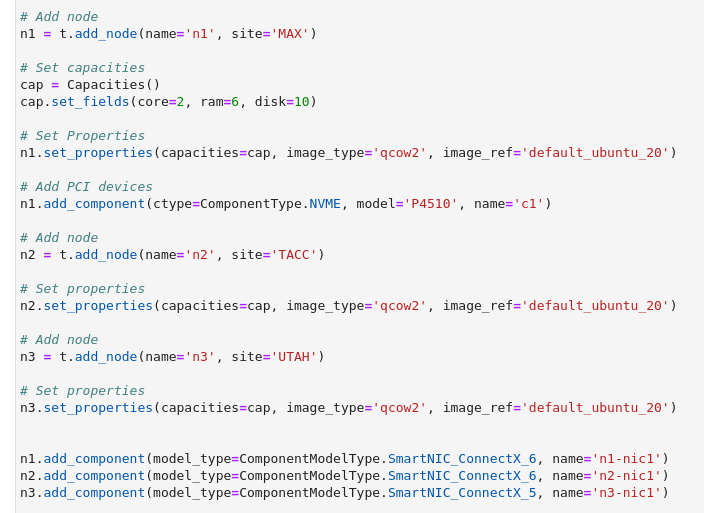 # Add node
n1 = t.add_node(name='n1', site='MAX')
# Set capacities
cap = Capacities()
cap.set_fields(core=2, ram=6, disk=10)
# Set Properties
n1.set_properties(capacities=cap, image_type='qcow2', image_ref='default_ubuntu_20')
# Add PCI devices
n1.add_component(ctype=ComponentType.NVME, model='P4510', name='c1')
# Add node
n2 = t.add_node(name='n2', site='TACC')
# Set properties
n2.set_properties(capacities=cap, image_type='qcow2', image_ref='default_ubuntu_20')
# Add node
n3 = t.add_node(name='n3', site='UTAH')
# Set properties
n3.set_properties(capacities=cap, image_type='qcow2', image_ref='default_ubuntu_20')
n1.add_component(model_type=ComponentModelType.SmartNIC_ConnectX_6, name='n1-nic1')
n2.add_component(model_type=ComponentModelType.SmartNIC_ConnectX_6, name='n2-nic1')
n3.add_component(model_type=ComponentModelType.SmartNIC_ConnectX_5, name='n3-nic1')